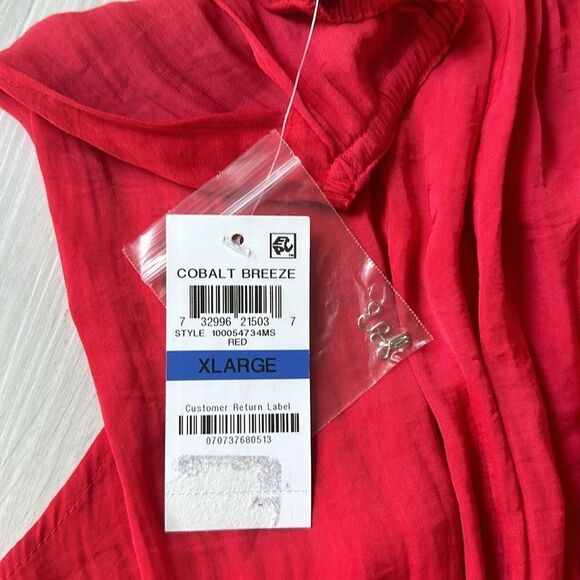 COBALT BREEZE
7 32996 21503 7
STYLE 100054734MS
RED
XLARGE
Customer Return Label
070737680513